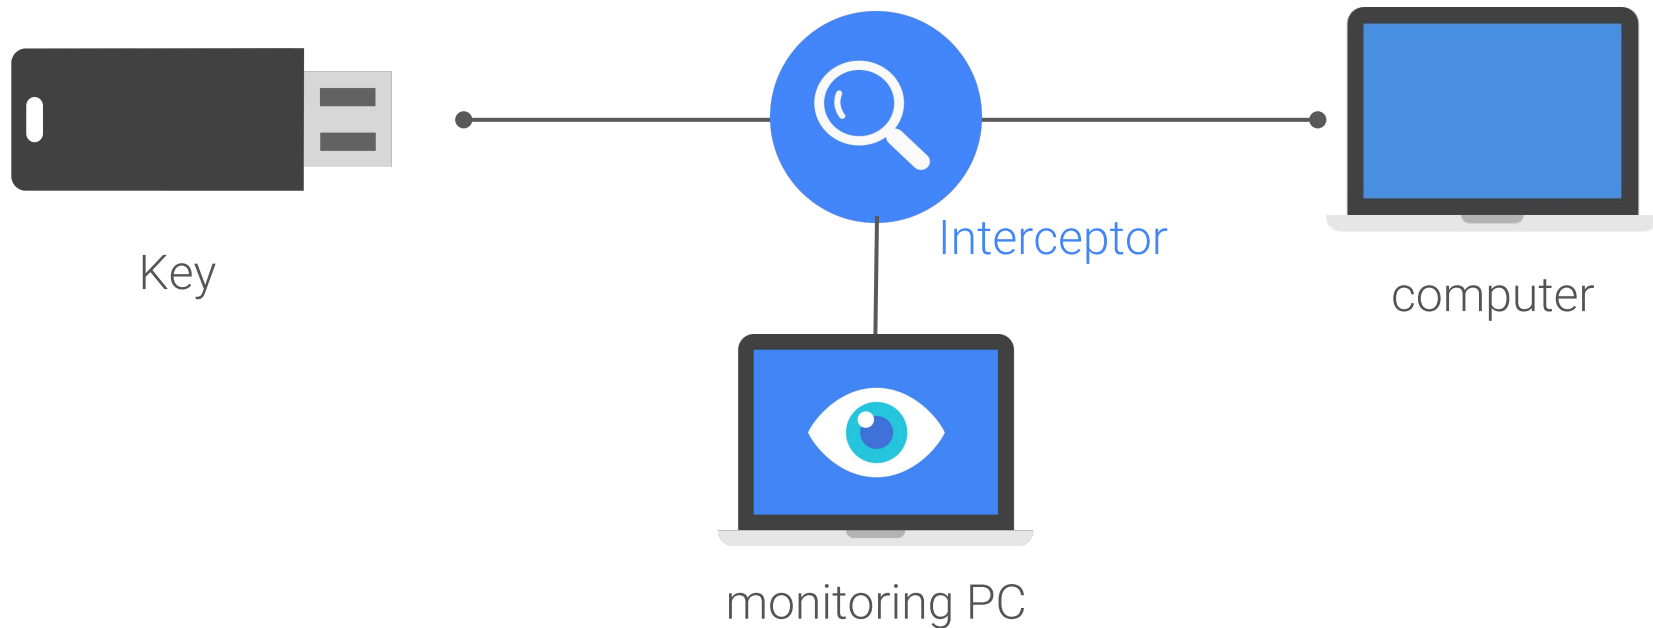 Key
Interceptor
computer
monitoring PC